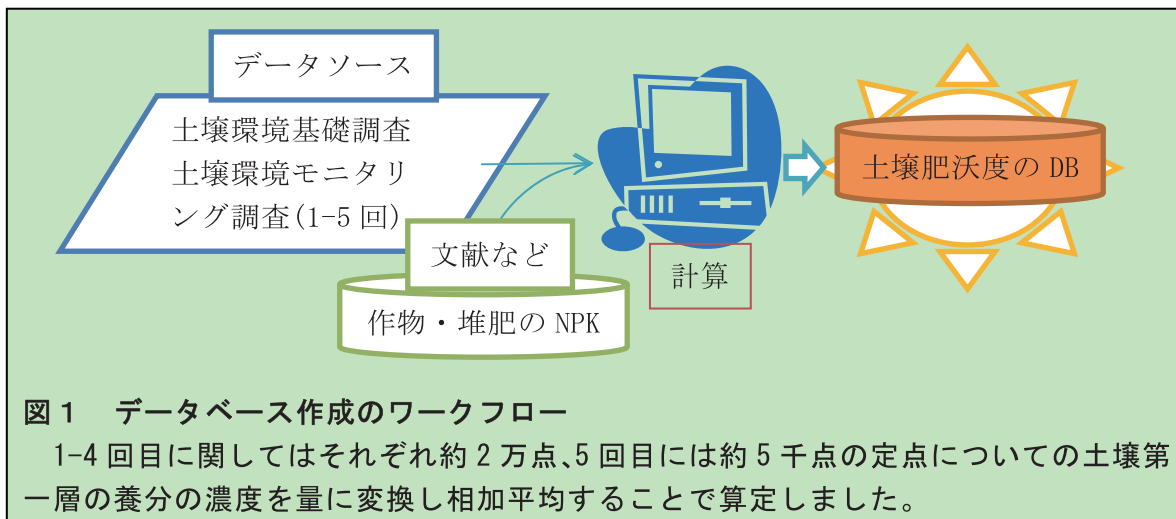 データソース
土壌環境基礎調査
土壌環境モニタリ
ング調査(1-5 回)
文献など
作物・堆肥の NPK
計算
土壌肥沃度の DB
図1 データベース作成のワークフロー
1-4 回目に関してはそれぞれ約 2 万点、5 回目には約 5 千点の定点についての土壌第
一層の養分の濃度を量に変換し相加平均することで算定しました。